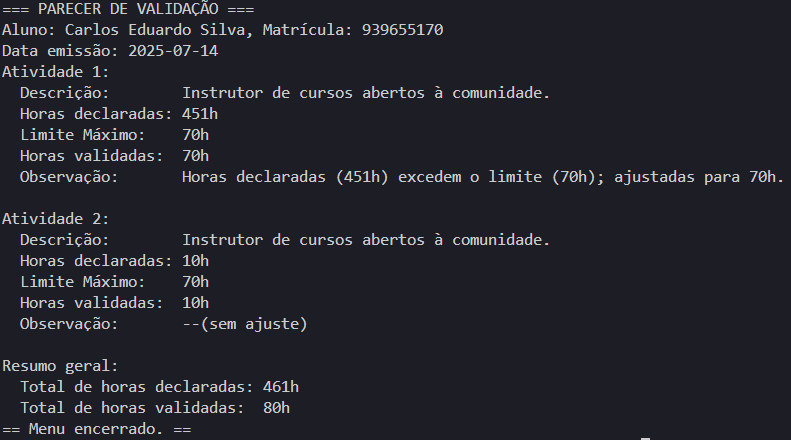 === PARECER DE VALIDAÇÃO ===
Aluno: Carlos Eduardo Silva, Matrícula: 939655170
Data emissão: 2025-07-14
Atividade 1:
  Descrição:        Instrutor de cursos abertos à comunidade.
  Horas declaradas: 451h
  Limite Máximo:    70h
  Horas validadas:  70h
  Observação:       Horas declaradas (451h) excedem o limite (70h); ajustadas para 70h.

Atividade 2:
  Descrição:        Instrutor de cursos abertos à comunidade.
  Horas declaradas: 10h
  Limite Máximo:    70h
  Horas validadas:  10h
  Observação:       --(sem ajuste)

Resumo geral:
  Total de horas declaradas: 461h
  Total de horas validadas:  80h
== Menu encerrado. ==